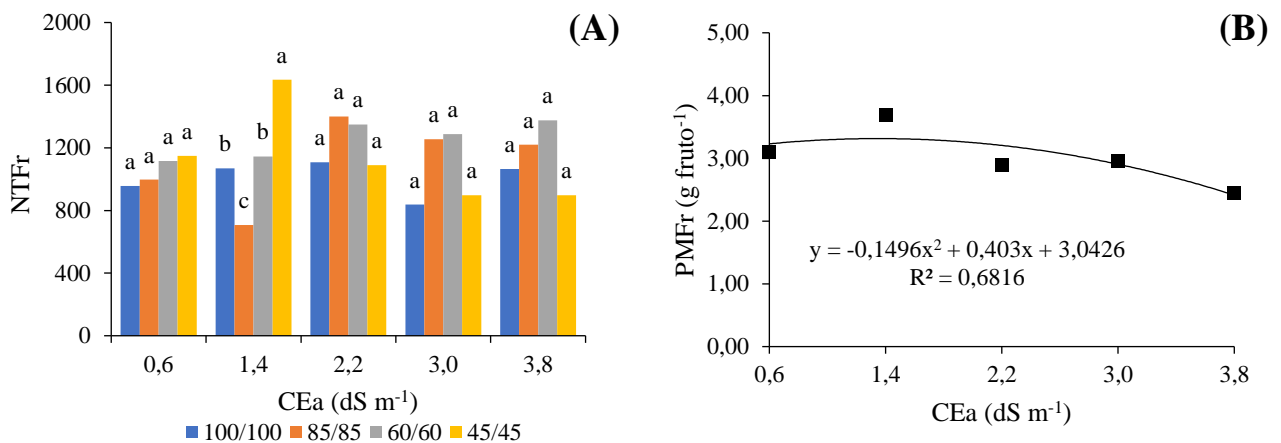 (A)
2000
1600
1200
800
400
0
NTFr
a a a a
b c b a
a a a a
a a a a
a a a a
0,6 1,4 2,2 3,0 3,8
CEa (dS m⁻¹)
100/100 85/85 60/60 45/45
(B)
5,00
4,00
3,00
2,00
1,00
0,00
PMFr (g fruto⁻¹)
y = -0,1496x² + 0,403x + 3,0426
R² = 0,6816
0,6 1,4 2,2 3,0 3,8
CEa (dS m⁻¹)